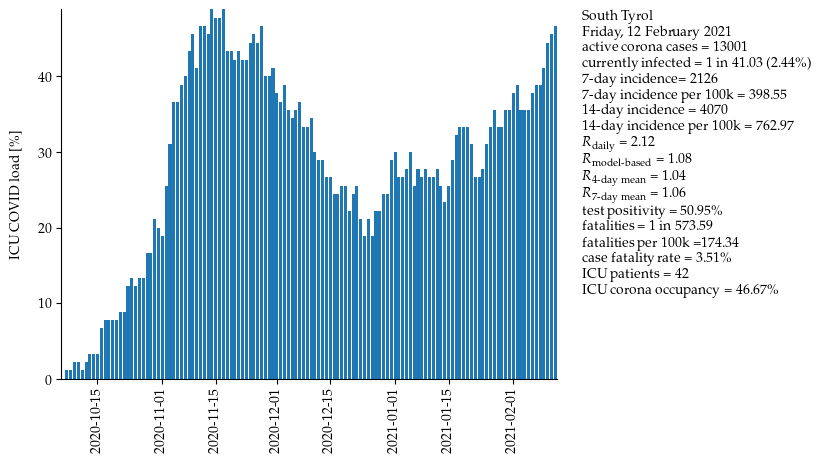 ICU COVID load [%]
40
30
20
10
0
2020-10-15
2020-11-01
2020-11-15
2020-12-01
2020-12-15
2021-01-01
2021-01-15
2021-02-01
South Tyrol
Friday, 12 February 2021
active corona cases = 13001
currently infected = 1 in 41.03 (2.44%)
7-day incidence= 2126
7-day incidence per 100k = 398.55
14-day incidence = 4070
14-day incidence per 100k = 762.97
R_daily = 2.12
R_model-based = 1.08
R_4-day mean = 1.04
R_7-day mean = 1.06
test positivity = 50.95%
fatalities = 1 in 573.59
fatalities per 100k =174.34
case fatality rate = 3.51%
ICU patients = 42
ICU corona occupancy = 46.67%